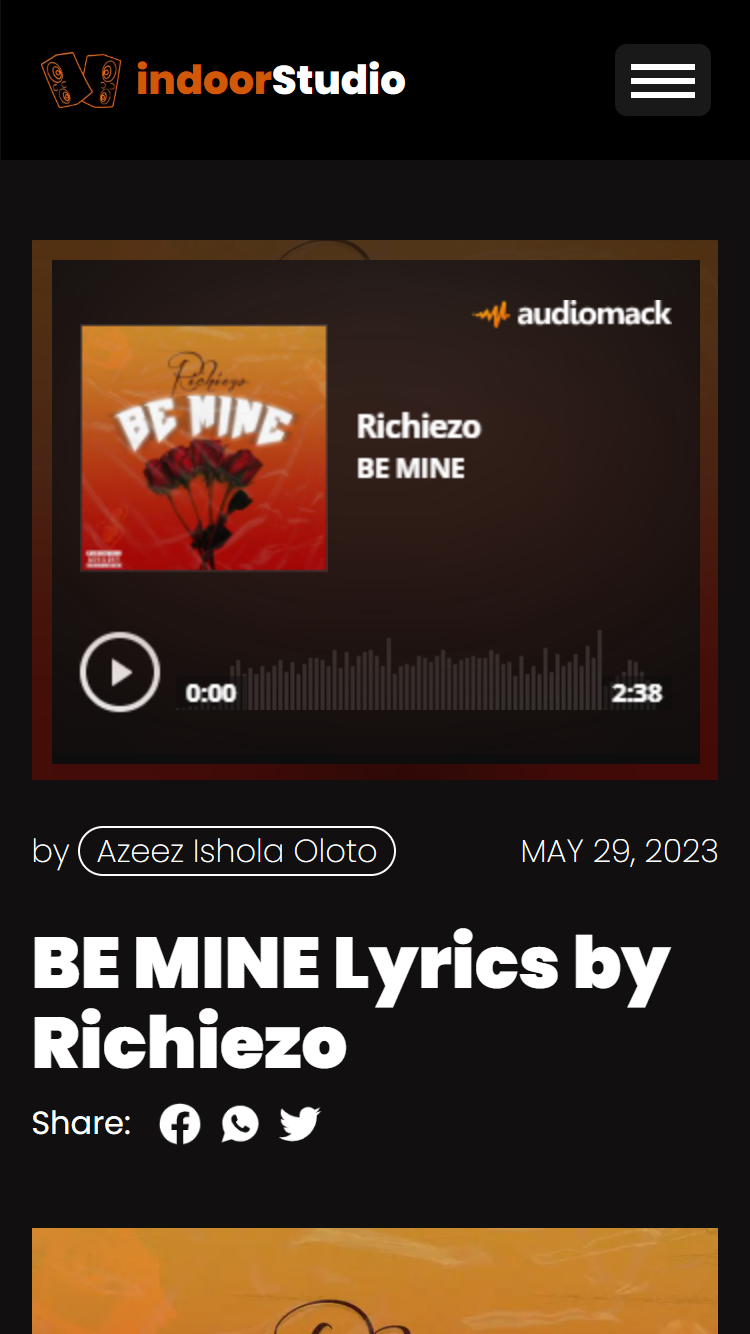 indoorStudio
audiomack
Richiezo
BE MINE
Richiezo
BE MINE
0:00
2:38
by Azeez Ishola Oloto
MAY 29, 2023
BE MINE Lyrics by
Richiezo
Share: